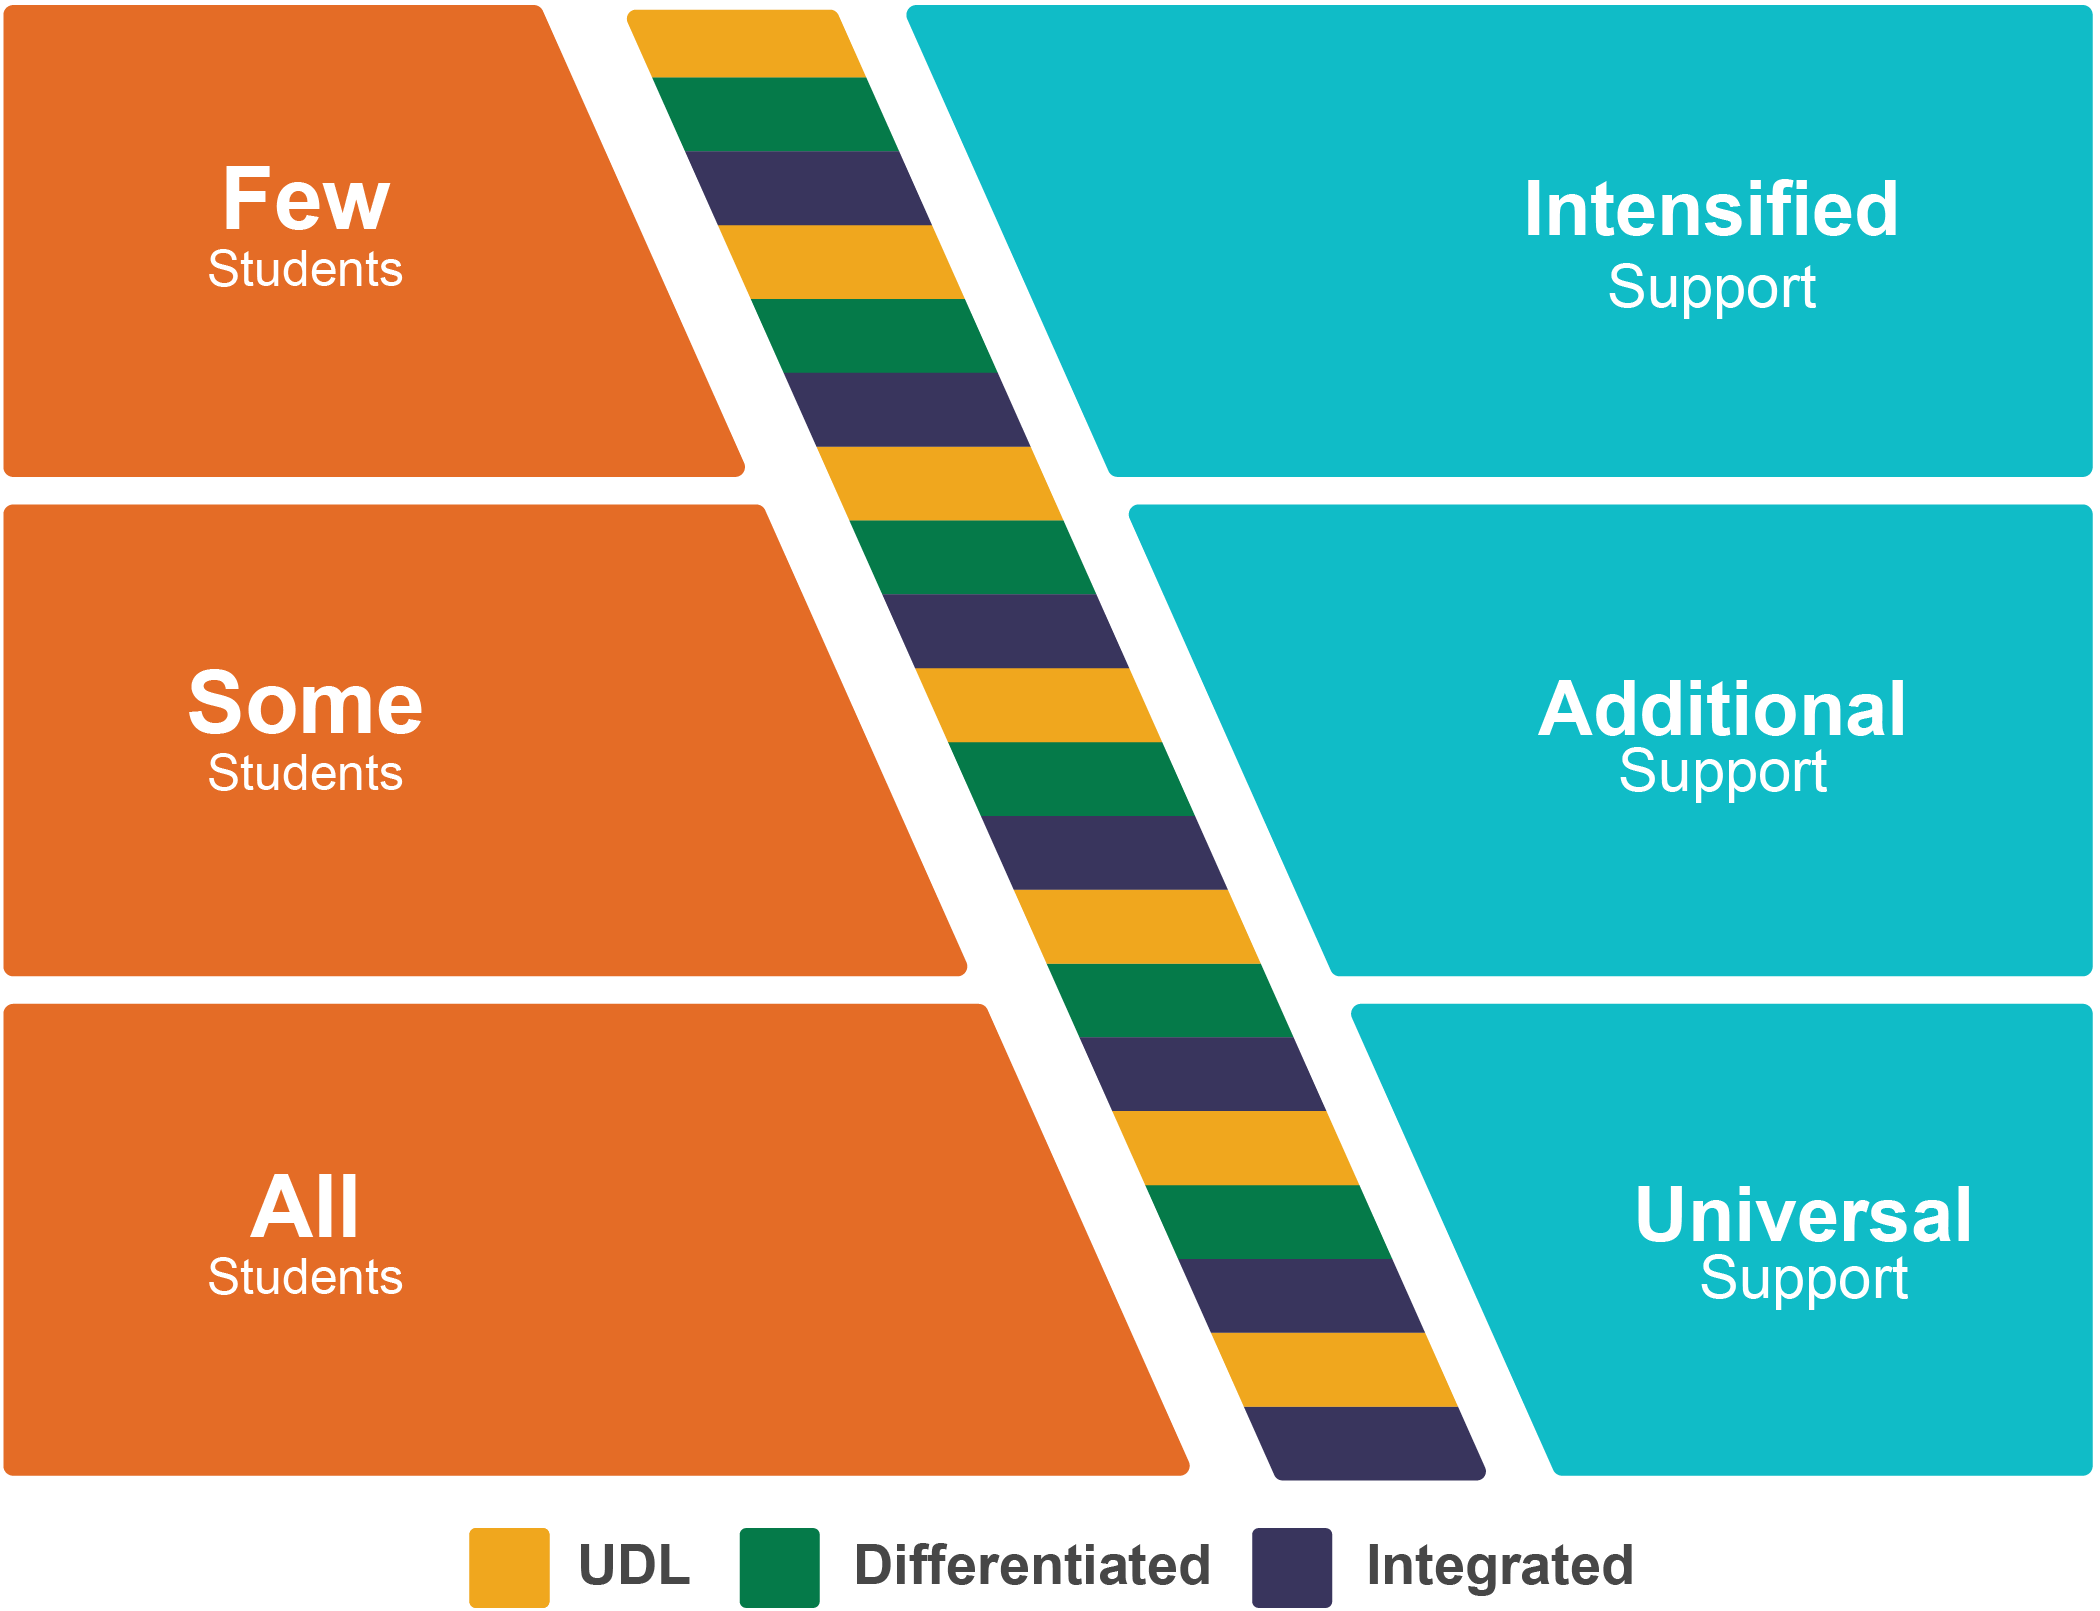 Few
Students
Intensified
Support
Some
Students
Additional
Support
All
Students
Universal
Support
UDL
Differentiated
Integrated